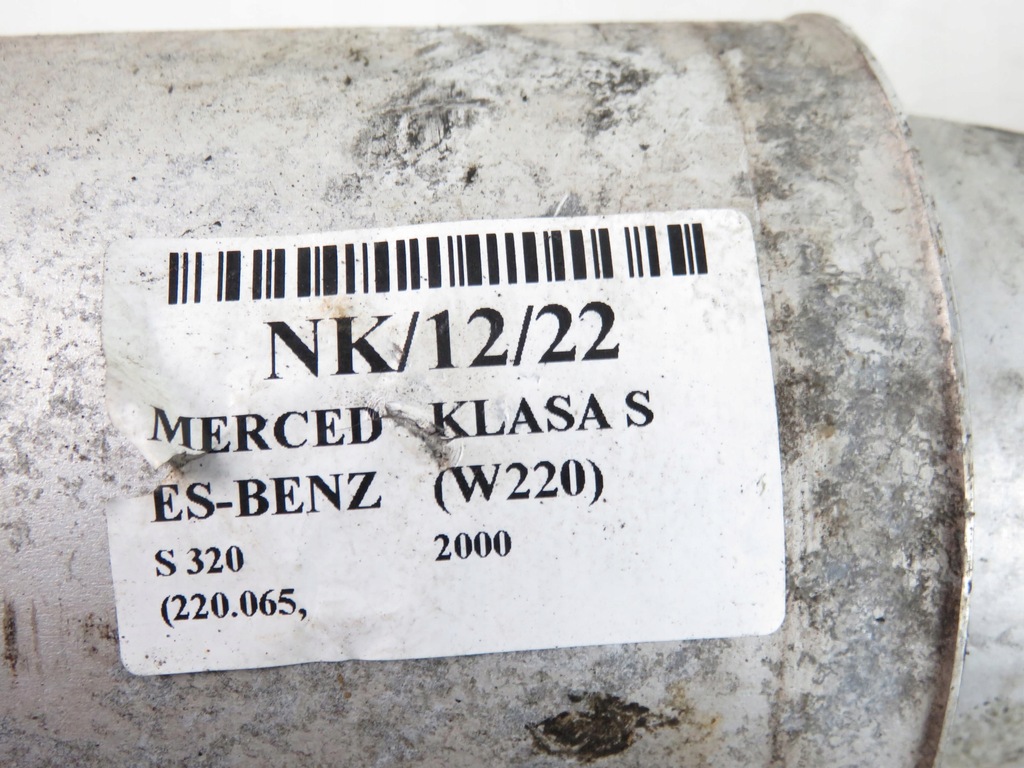 NK/12/22
MERCED KLASA S
ES-BENZ (W220)
S 320 2000
(220.065,